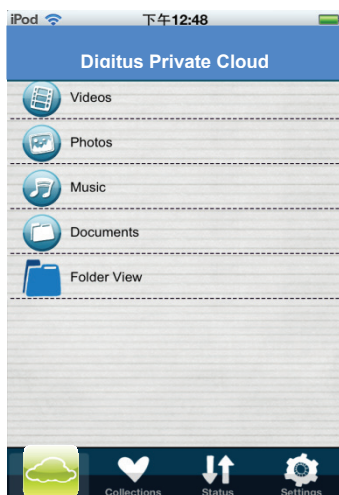 iPod 下午12:48
Digitus Private Cloud
Videos
Photos
Music
Documents
Folder View
Collections Status Settings